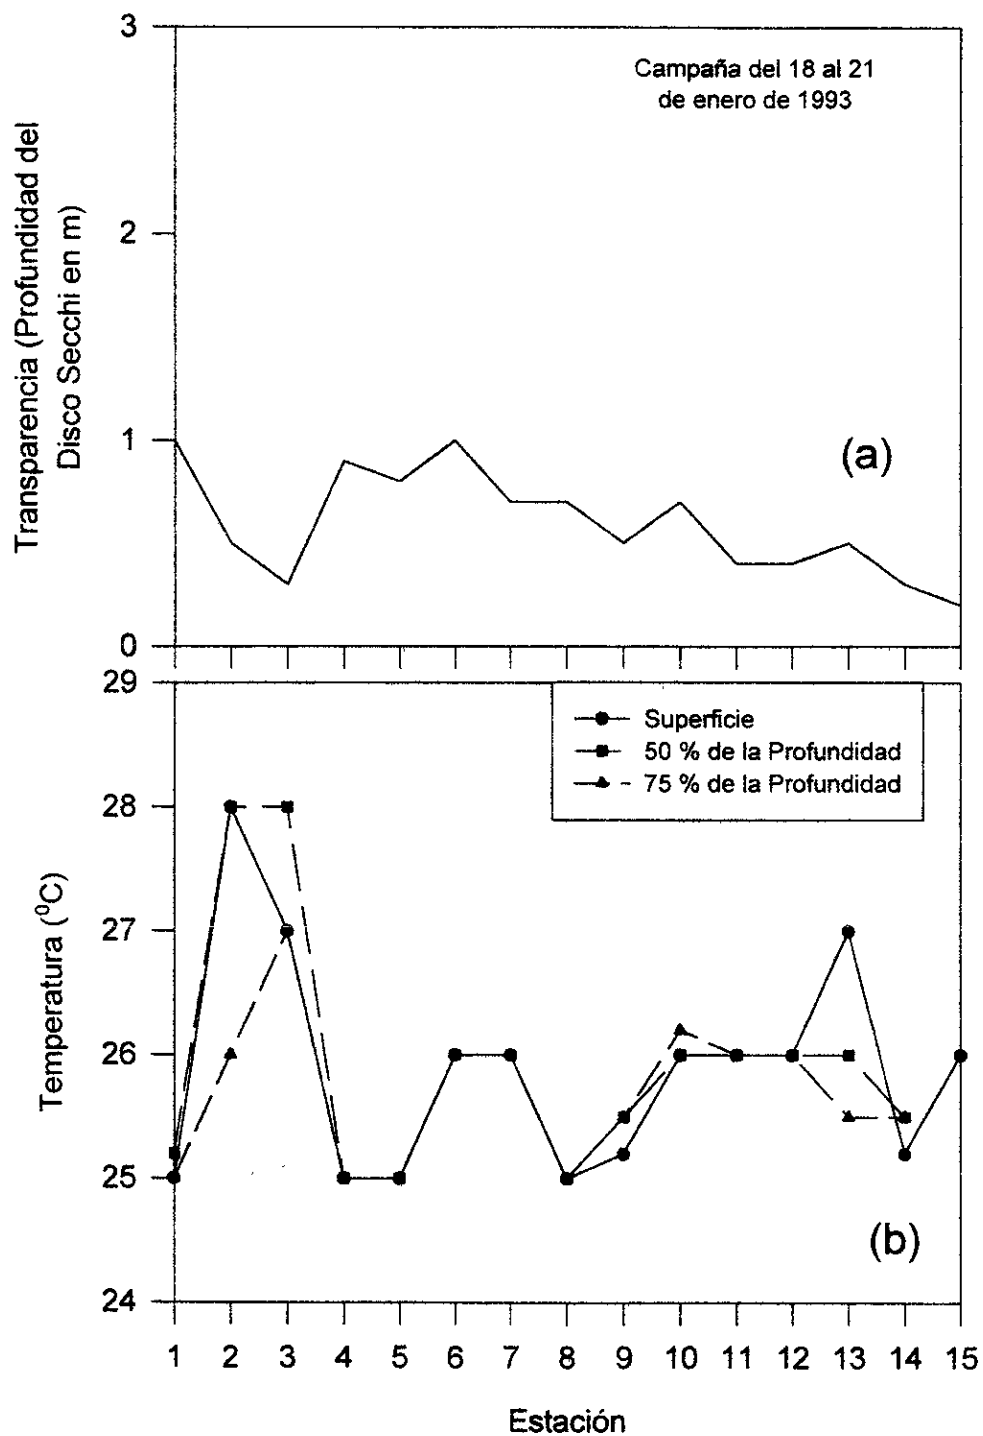 3
Campaña del 18 al 21
de enero de 1993
Transparencia (Profundidad del
Disco Secchi en m)
2
1
(a)
0
29
Superficie
50 % de la Profundidad
75 % de la Profundidad
28
Temperatura (⁰C)
27
26
25
(b)
24
1 2 3 4 5 6 7 8 9 10 11 12 13 14 15
Estación